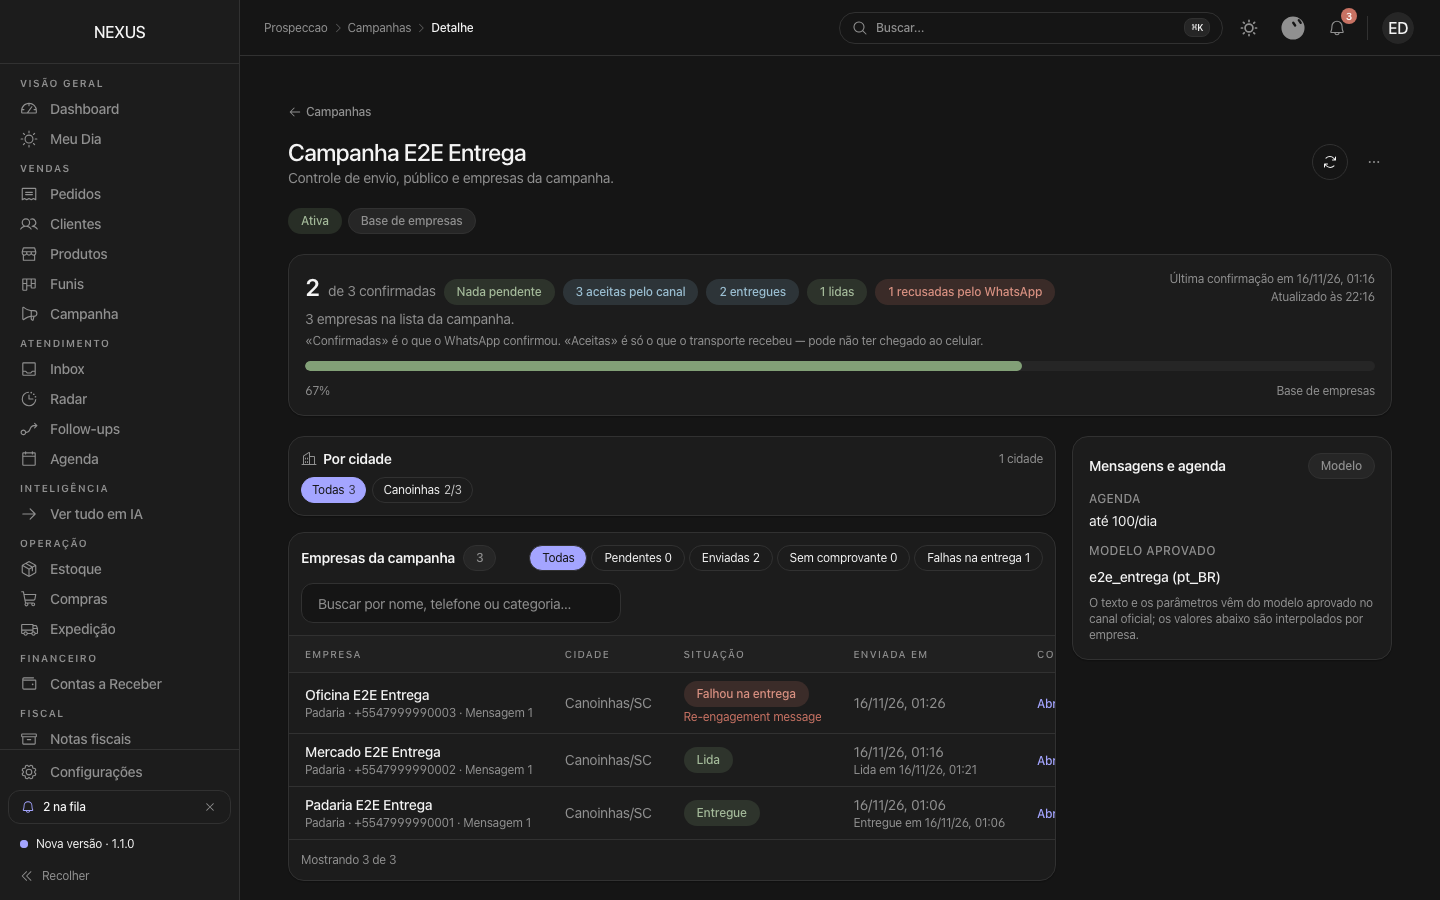 NEXUS
Prospeccao
Campanhas
Detalhe
Buscar...
⌘K
3
ED
VISÃO GERAL
Dashboard
Meu Dia
VENDAS
Pedidos
Clientes
Produtos
Funis
Campanha
ATENDIMENTO
Inbox
Radar
Follow-ups
Agenda
INTELIGÊNCIA
Ver tudo em IA
OPERAÇÃO
Estoque
Compras
Expedição
FINANCEIRO
Contas a Receber
FISCAL
Notas fiscais
Configurações
2 na fila
Nova versão · 1.1.0
Recolher
Campanhas
Campanha E2E Entrega
Controle de envio, público e empresas da campanha.
Ativa
Base de empresas
2 de 3 confirmadas
Nada pendente
3 aceitas pelo canal
2 entregues
1 lidas
1 recusadas pelo WhatsApp
Última confirmação em 16/11/26, 01:16
Atualizado às 22:16
3 empresas na lista da campanha.
«Confirmadas» é o que o WhatsApp confirmou. «Aceitas» é só o que o transporte recebeu — pode não ter chegado ao celular.
67%
Base de empresas
Por cidade
1 cidade
Todas 3
Canoinhas 2/3
Empresas da campanha
3
Todas
Pendentes 0
Enviadas 2
Sem comprovante 0
Falhas na entrega 1
Buscar por nome, telefone ou categoria...
EMPRESA
CIDADE
SITUAÇÃO
ENVIADA EM
CO
Oficina E2E Entrega
Padaria · +5547999990003 · Mensagem 1
Canoinhas/SC
Falhou na entrega
Re-engagement message
16/11/26, 01:26
Abr
Mercado E2E Entrega
Padaria · +5547999990002 · Mensagem 1
Canoinhas/SC
Lida
16/11/26, 01:16
Lida em 16/11/26, 01:21
Abr
Padaria E2E Entrega
Padaria · +5547999990001 · Mensagem 1
Canoinhas/SC
Entregue
16/11/26, 01:06
Entregue em 16/11/26, 01:06
Abr
Mostrando 3 de 3
Mensagens e agenda
Modelo
AGENDA
até 100/dia
MODELO APROVADO
e2e_entrega (pt_BR)
O texto e os parâmetros vêm do modelo aprovado no
canal oficial; os valores abaixo são interpolados por
empresa.